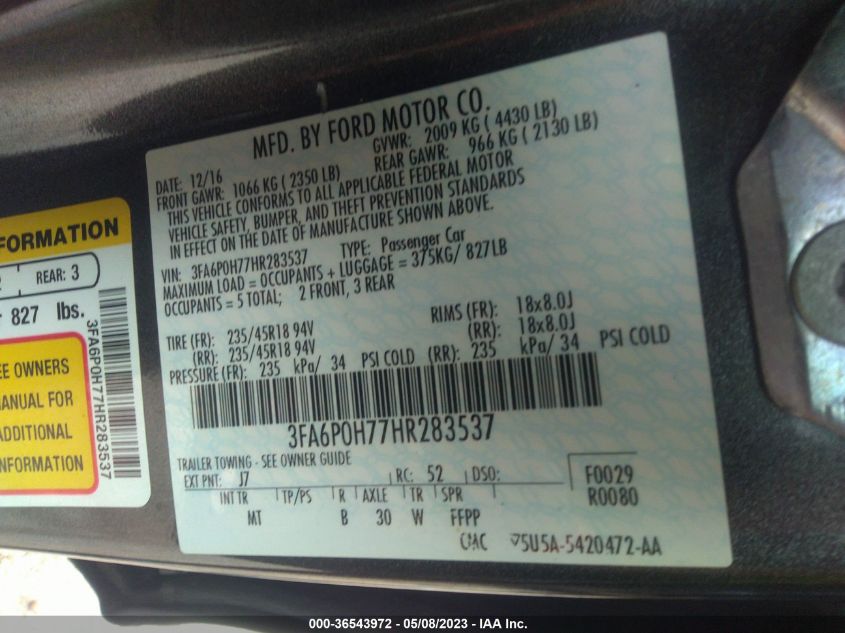 MFD. BY FORD MOTOR CO.
DATE: 12/16 GVWR: 2009 KG ( 4430 LB)
FRONT GAWR: 1066 KG ( 2350 LB) REAR GAWR: 966 KG ( 2130 LB)
THIS VEHICLE CONFORMS TO ALL APPLICABLE FEDERAL MOTOR
VEHICLE SAFETY, BUMPER, AND THEFT PREVENTION STANDARDS
IN EFFECT ON THE DATE OF MANUFACTURE SHOWN ABOVE.
VIN: 3FA6P0H77HR283537 TYPE: Passenger Car
MAXIMUM LOAD = OCCUPANTS + LUGGAGE = 375KG/ 827LB
OCCUPANTS = 5 TOTAL; 2 FRONT, 3 REAR
TIRE (FR): 235/45R18 94V RIMS (FR): 18x8.0J
(RR): 235/45R18 94V (RR): 18x8.0J
PRESSURE (FR): 235 kPa/ 34 PSI COLD (RR): 235 kPa/ 34 PSI COLD
3FA6P0H77HR283537
TRAILER TOWING - SEE OWNER GUIDE
EXT PNT: J7 RC: 52 DSO: F0029
INT TR TP/PS R AXLE TR SPR R0080
MT B 30 W FFPP
CMC 75U5A-5420472-AA
FORMATION
REAR: 3
827 lbs.
EE OWNERS
MANUAL FOR
ADDITIONAL
INFORMATION
3FA6P0H77HR283537
000-36543972 - 05/08/2023 - IAA Inc.